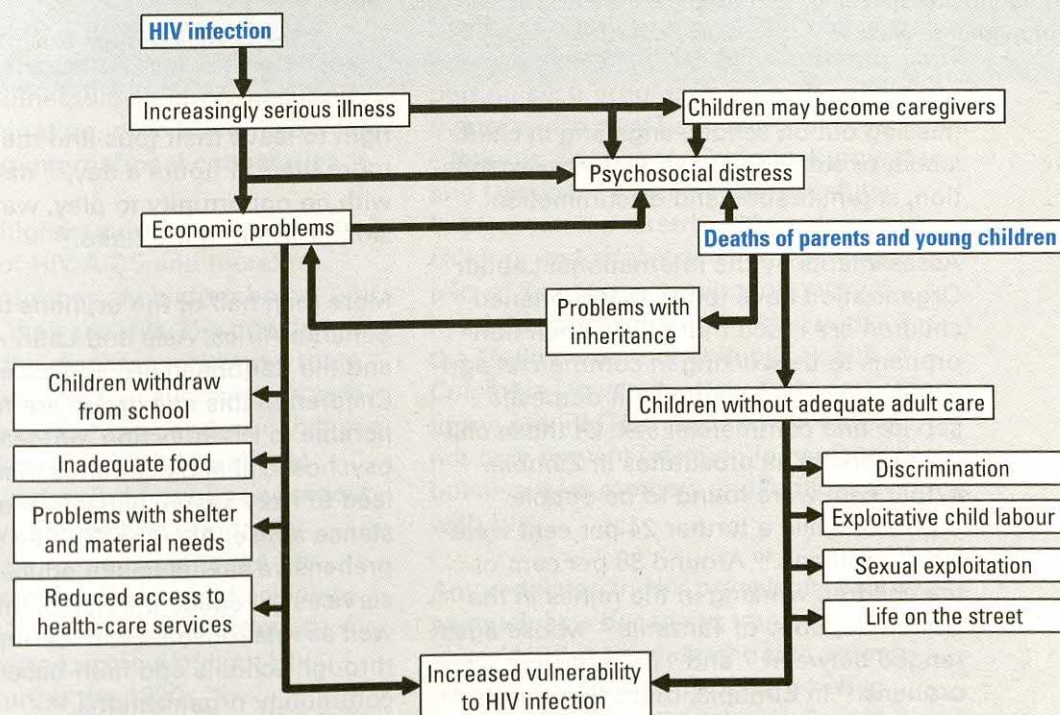 HIV infection
Increasingly serious illness
Children may become caregivers
Psychosocial distress
Economic problems
Deaths of parents and young children
Problems with
inheritance
Children withdraw
from school
Children without adequate adult care
Inadequate food
Discrimination
Problems with shelter
and material needs
Exploitative child labour
Sexual exploitation
Reduced access to
health-care services
Life on the street
Increased vulnerability
to HIV infection